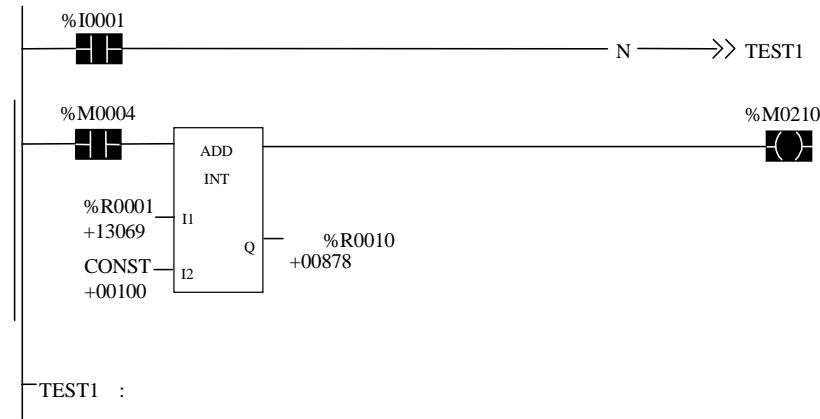 %I0001
N TEST1
%M0004 %M0210
ADD
INT
%R0001 I1
+13069
Q %R0010
+00878
CONST I2
+00100
TEST1 :